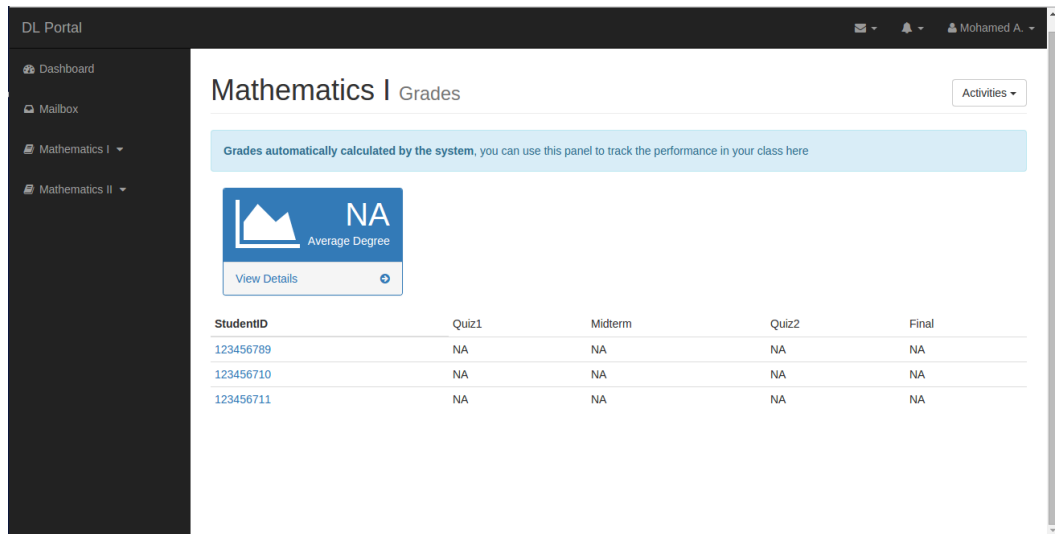 DL Portal
Mohamed A.
Dashboard
Mailbox
Mathematics I
Mathematics II
Mathematics I Grades
Activities
Grades automatically calculated by the system, you can use this panel to track the performance in your class here
NA
Average Degree
View Details
StudentID Quiz1 Midterm Quiz2 Final
123456789 NA NA NA NA
123456710 NA NA NA NA
123456711 NA NA NA NA